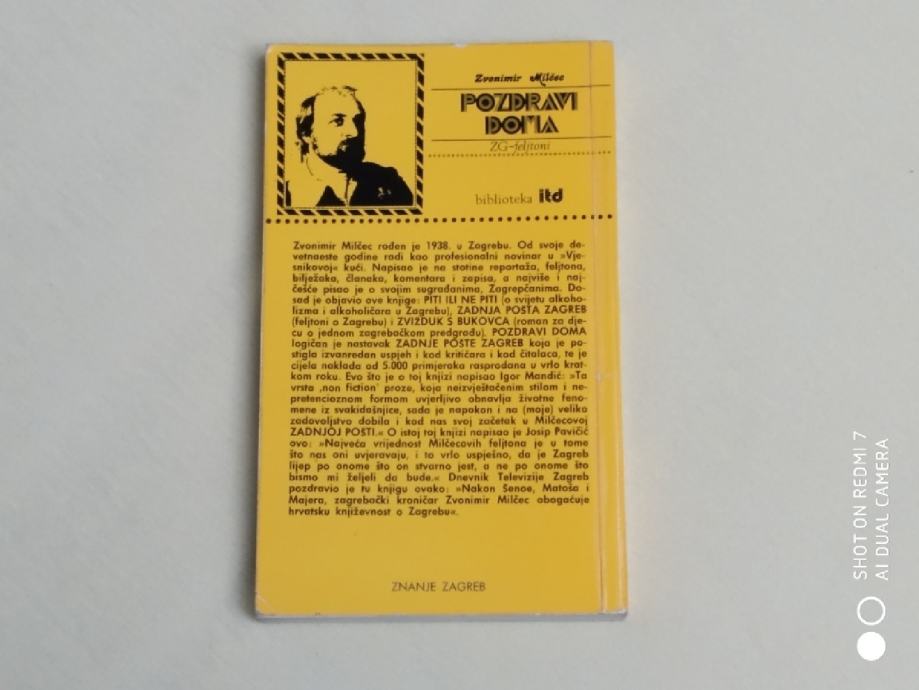 Zvonimir Milčec
POZDRAVI
DOMA
ZG-feljtoni
biblioteka itd
Zvonimir Milčec rođen je 1938. u Zagrebu. Od svoje de-
vetnaeste godine radi kao profesionalni novinar u »Vje-
snikovoj« kući. Napisao je na stotine reportaža, feljtona,
bilježaka, članaka, komentara i zapisa, a najviše i naj-
češće pisao je o svojim sugrađanima, Zagrepčanima. Do-
sad je objavio ove knjige: PITI ILI NE PITI (o svijetu alkoho-
lizma i alkoholičara u Zagrebu), ZADNJA POŠTA ZAGREB
(feljtoni o Zagrebu) i ZVIŽDUK S BUKOVCA (roman za dje-
cu o jednom zagrebačkom predgrađu). POZDRAVI DOMA
logičan je nastavak ZADNJE POŠTE ZAGREB koja je po-
stigla izvanredan uspjeh i kod kritičara i kod čitalaca, te je
cijela naklada od 5.000 primjeraka rasprodana u vrlo krat-
kom roku. Evo što je o toj knjizi napisao Igor Mandić: »Ta
vrsta ‚non fiction' proze, koja neizvještačenim stilom i ne-
pretencioznom formom uvjerljivo obnavlja životne feno-
mene iz svakidašnjice, sada je napokon i na (moje) veliko
zadovoljstvo dobila i kod nas svoj začetak u Milčecovoj
ZADNJOJ POŠTI.« O istoj toj knjizi napisao je Josip Pavičić
ovo: »Najveća vrijednost Milčecovih feljtona je u tome
što nas oni uvjeravaju, i to vrlo uspješno, da je Zagreb
lijep po onome što on stvarno jest, a ne po onome što
bismo mi željeli da bude.« Dnevnik Televizije Zagreb
pozdravio je tu knjigu ovako: »Nakon Šenoe, Matoša i
Majera, zagrebački kroničar Zvonimir Milčec obogaćuje
hrvatsku književnost o Zagrebu«.
ZNANJE ZAGREB
SHOT ON REDMI 7
AI DUAL CAMERA